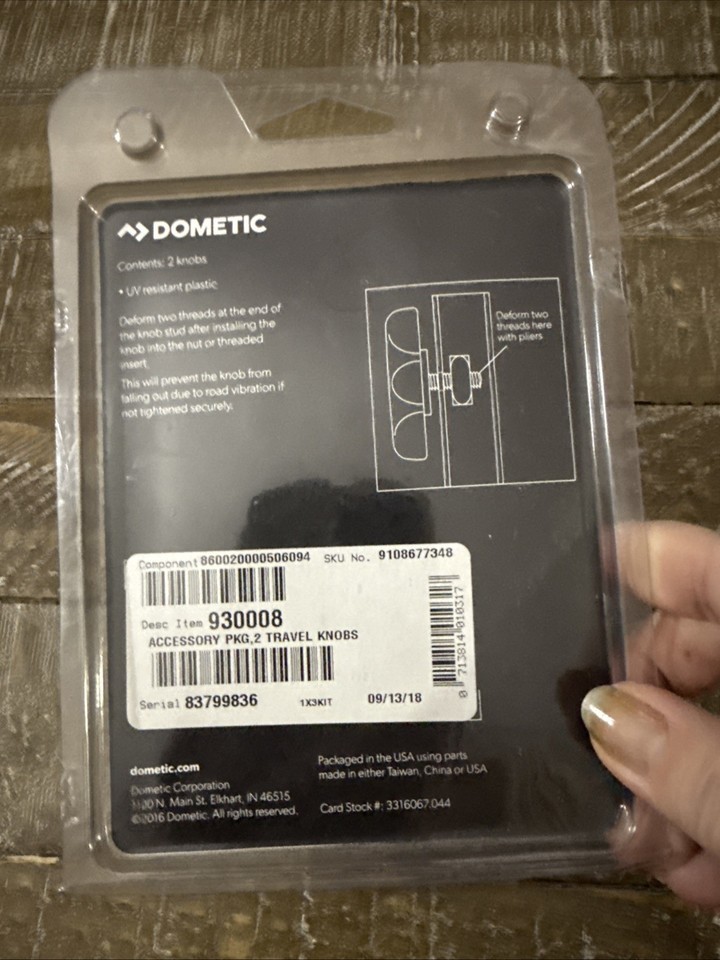 DOMETIC
Contents: 2 knobs
• UV resistant plastic
Deform two threads at the end of
the knob stud after installing the
knob into the nut or threaded
insert.
This will prevent the knob from
falling out due to road vibration if
not tightened securely.
Deform two
threads here
with pliers
Component 860020000506094 SKU No. 9108677348
Desc Item 930008
ACCESSORY PKG,2 TRAVEL KNOBS
Serial 83799836 1X3KIT 09/13/18
0 713814 010317
dometic.com
Dometic Corporation
N. Main St. Elkhart, IN 46515
©2016 Dometic. All rights reserved.
Packaged in the USA using parts
made in either Taiwan, China or USA
Card Stock #: 3316067.044